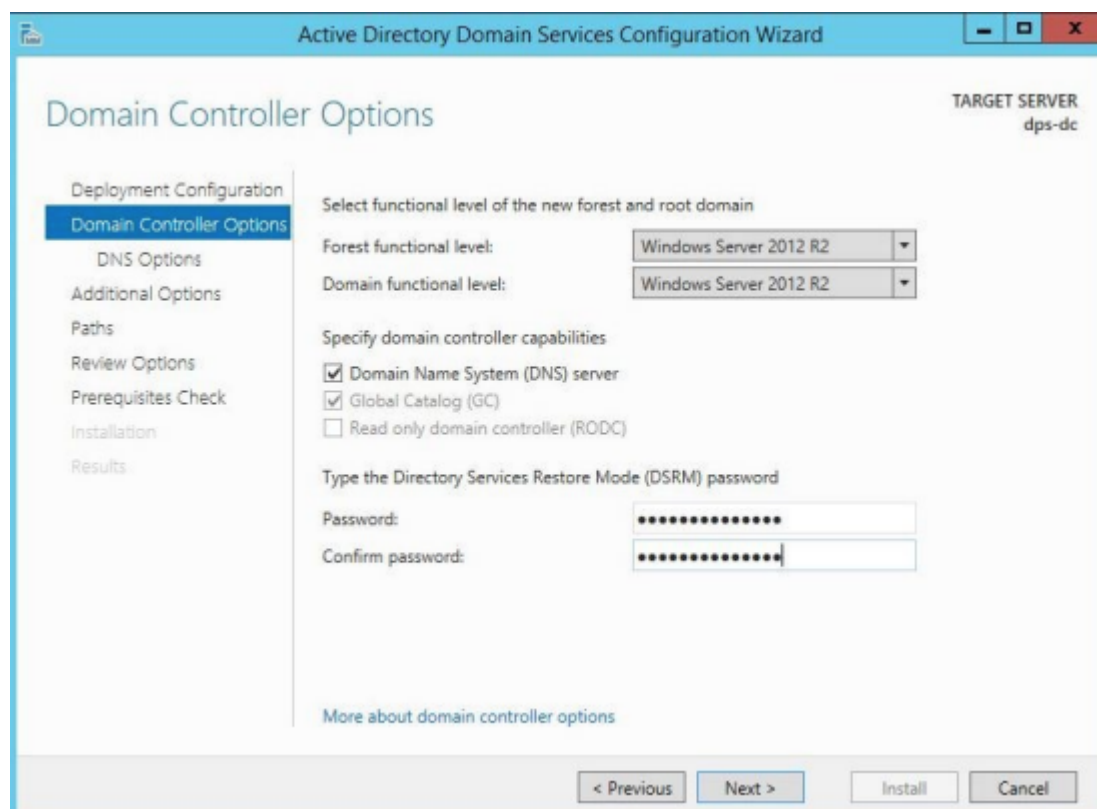 Active Directory Domain Services Configuration Wizard
Domain Controller Options
TARGET SERVER
dps-dc
Deployment Configuration
Domain Controller Options
DNS Options
Additional Options
Paths
Review Options
Prerequisites Check
Installation
Results
Select functional level of the new forest and root domain
Forest functional level: Windows Server 2012 R2
Domain functional level: Windows Server 2012 R2
Specify domain controller capabilities
Domain Name System (DNS) server
Global Catalog (GC)
Read only domain controller (RODC)
Type the Directory Services Restore Mode (DSRM) password
Password: ••••••••••••••
Confirm password: ••••••••••••••
More about domain controller options
< Previous Next > Install Cancel